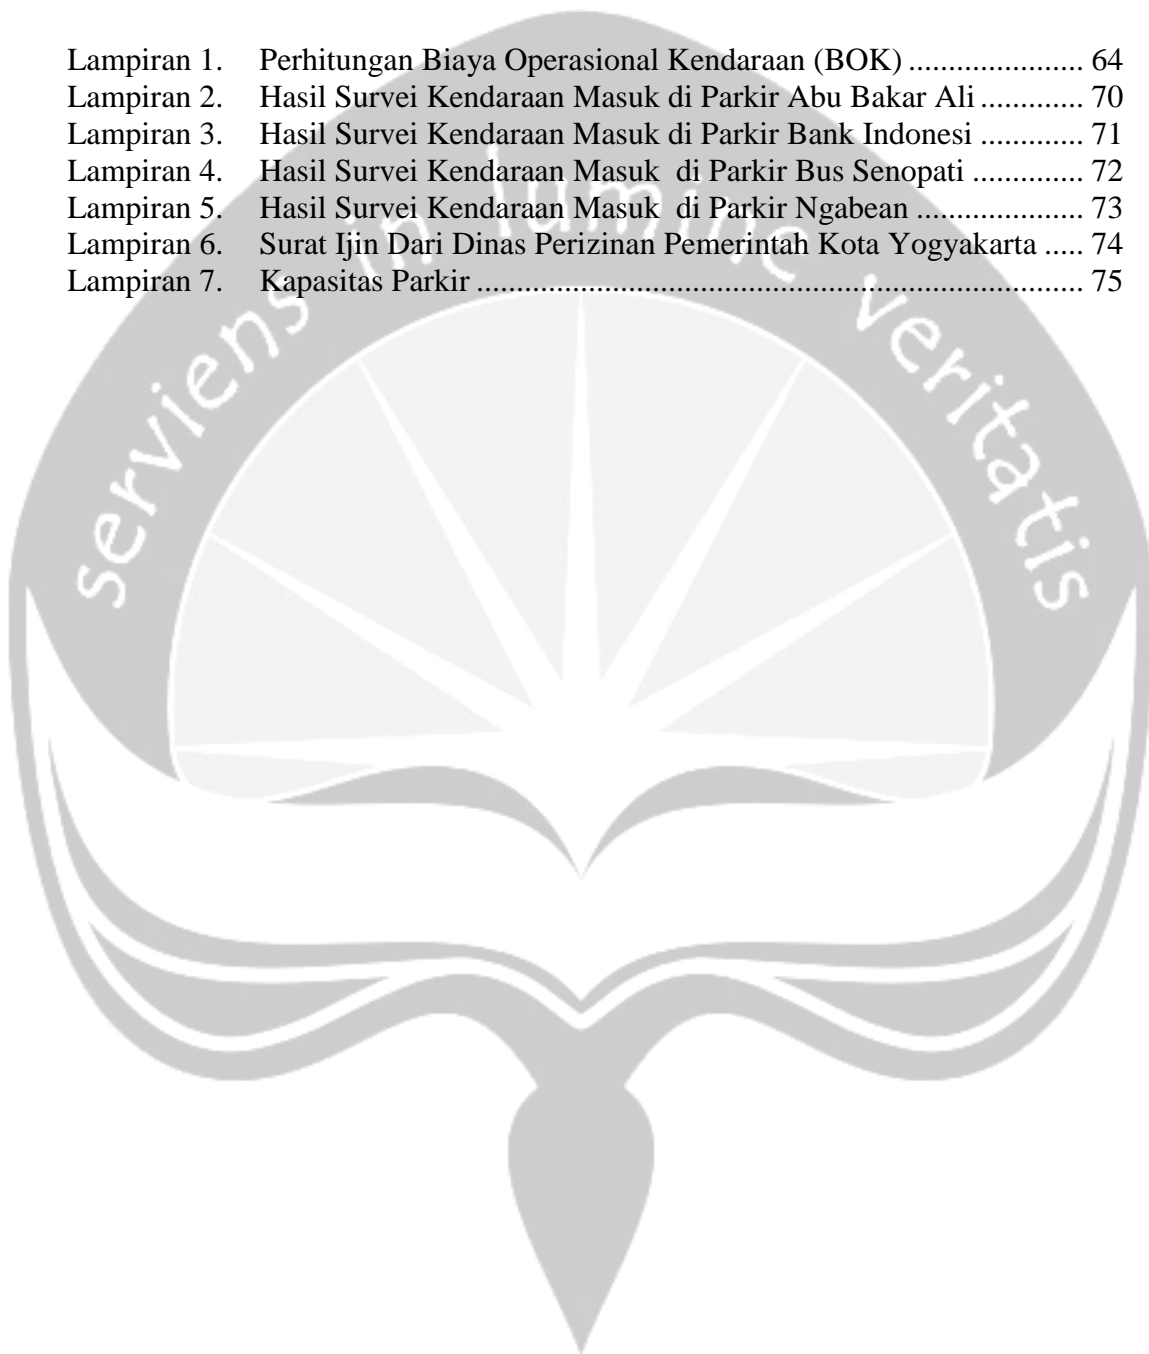 Lampiran 1. Perhitungan Biaya Operasional Kendaraan (BOK) ...................... 64
Lampiran 2. Hasil Survei Kendaraan Masuk di Parkir Abu Bakar Ali ............. 70
Lampiran 3. Hasil Survei Kendaraan Masuk di Parkir Bank Indonesi ............. 71
Lampiran 4. Hasil Survei Kendaraan Masuk  di Parkir Bus Senopati .............. 72
Lampiran 5. Hasil Survei Kendaraan Masuk  di Parkir Ngabean ..................... 73
Lampiran 6. Surat Ijin Dari Dinas Perizinan Pemerintah Kota Yogyakarta ..... 74
Lampiran 7. Kapasitas Parkir ............................................................................ 75
serviens in lumine veritatis